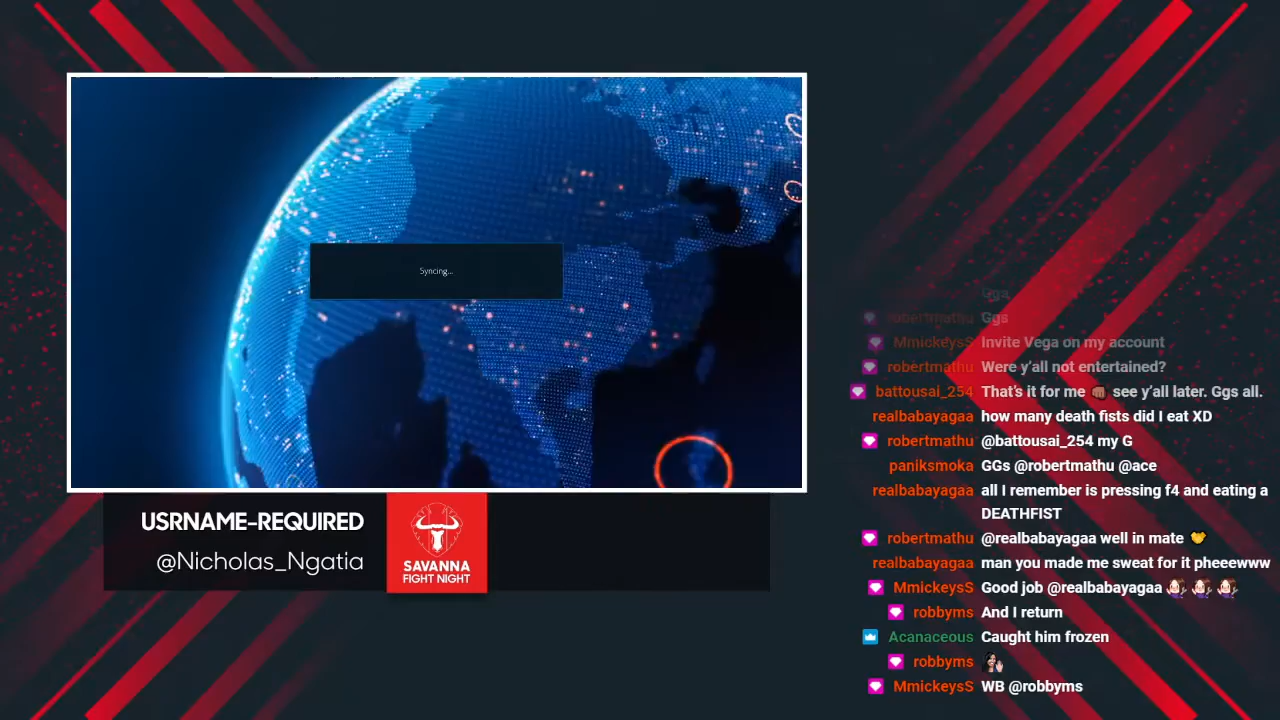 Syncing...
USRNAME-REQUIRED
@Nicholas_Ngatia
SAVANNA
FIGHT NIGHT
Ggs
robertmathu Ggs
MmickeysS Invite Vega on my account
robertmathu Were y'all not entertained?
battousai_254 That's it for me 👊🏾 see y'all later. Ggs all.
realbabayagaa how many death fists did I eat XD
robertmathu @battousai_254 my G
paniksmoka GGs @robertmathu @ace
realbabayagaa all I remember is pressing f4 and eating a
DEATHFIST
robertmathu @realbabayagaa well in mate 🤝
realbabayagaa man you made me sweat for it pheeewww
MmickeysS Good job @realbabayagaa
robbyms And I return
Acanaceous Caught him frozen
robbyms
MmickeysS WB @robbyms